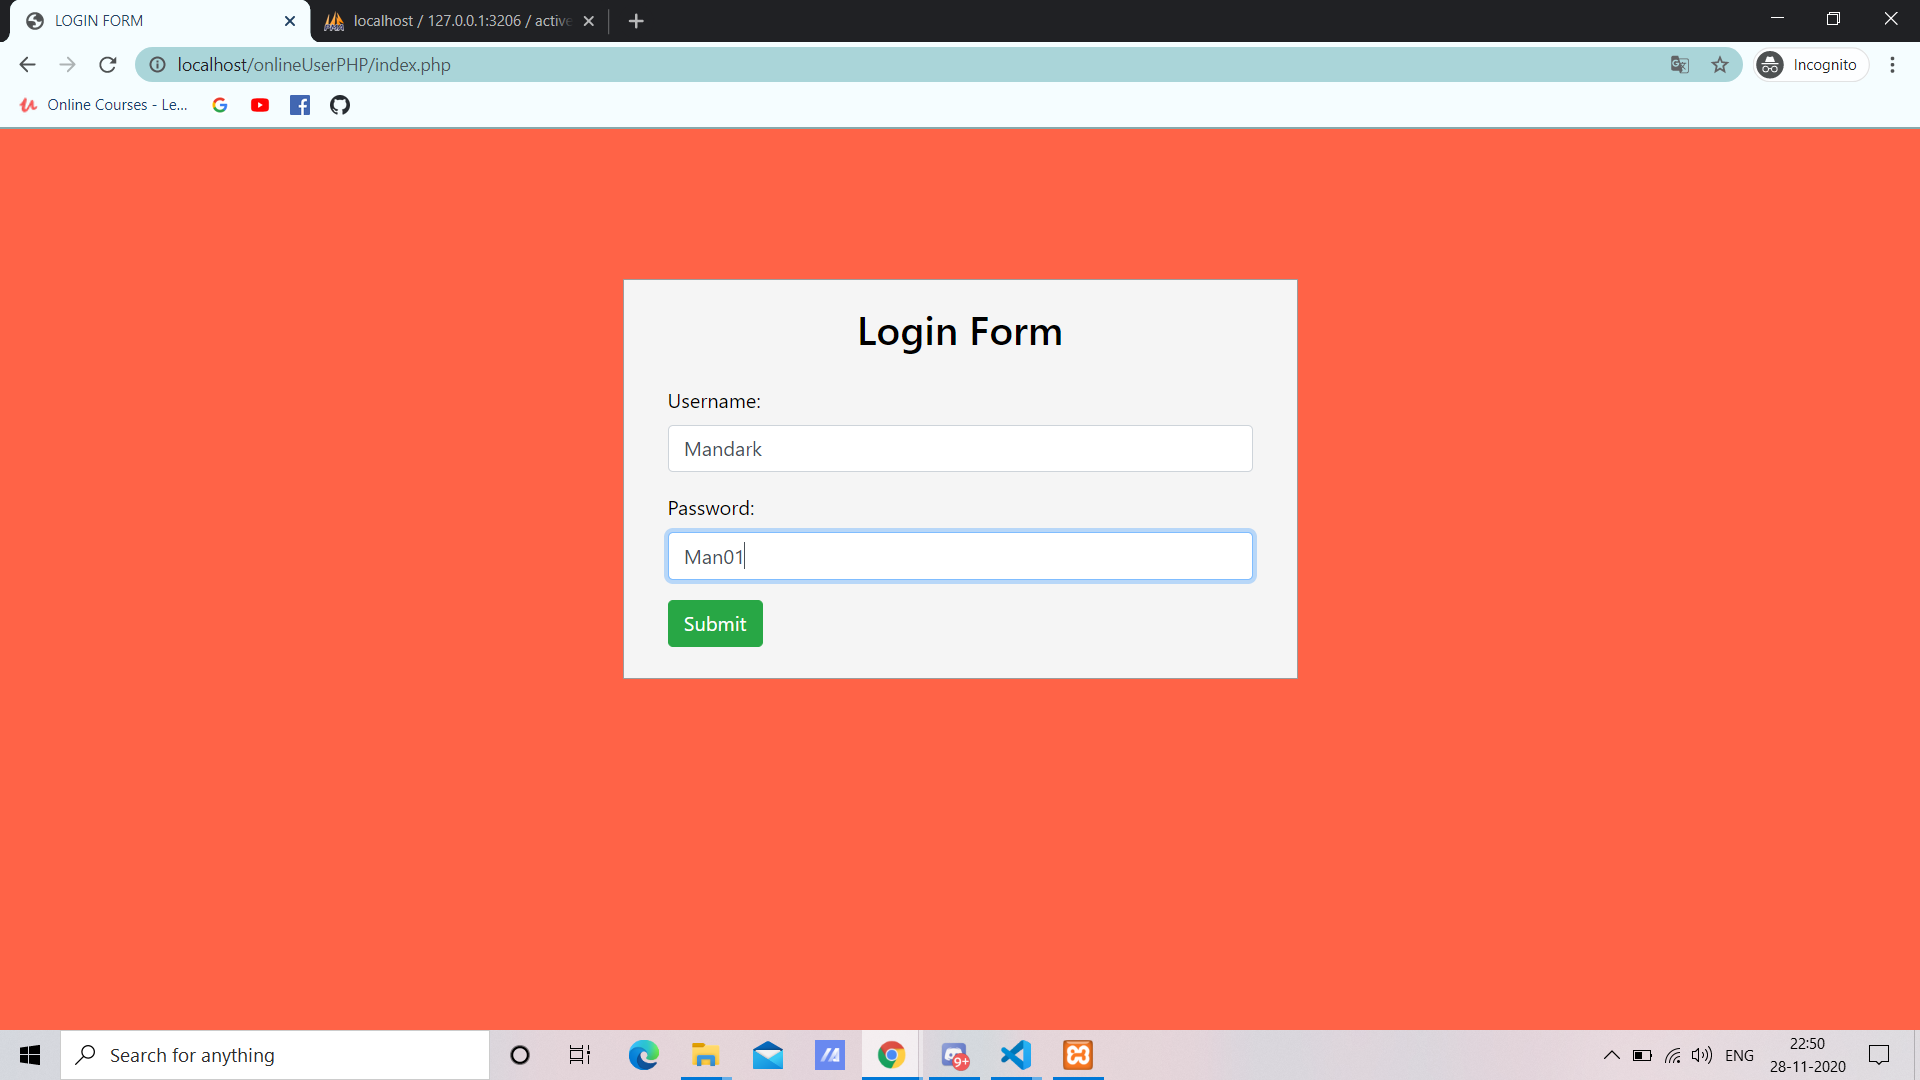 LOGIN FORM
localhost / 127.0.0.1:3206 / active
localhost/onlineUserPHP/index.php
Incognito
Online Courses - Le...
Login Form
Username:
Mandark
Password:
Man01
Submit
Search for anything
9+
ENG
22:50
28-11-2020